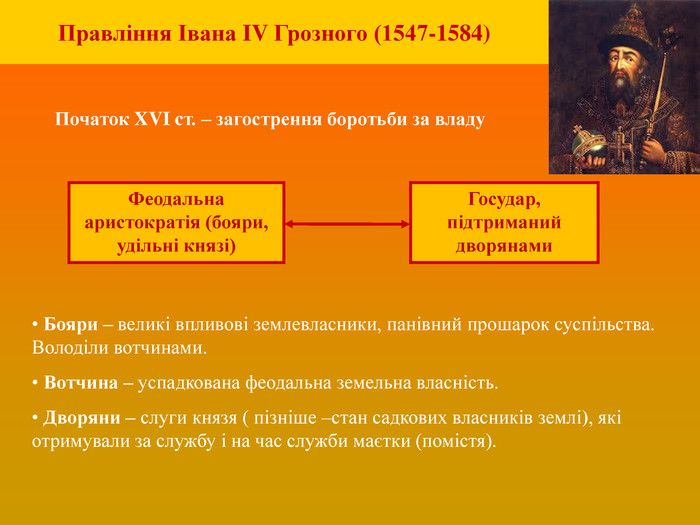 Правління Івана IV Грозного (1547-1584)
Початок XVI ст. – загострення боротьби за владу
Феодальна
аристократія (бояри,
удільні князі)
Государ,
підтриманий
дворянами
• Бояри – великі впливові землевласники, панівний прошарок суспільства.
Володіли вотчинами.
• Вотчина – успадкована феодальна земельна власність.
• Дворяни – слуги князя ( пізніше –стан садкових власників землі), які
отримували за службу і на час служби маєтки (помістя).